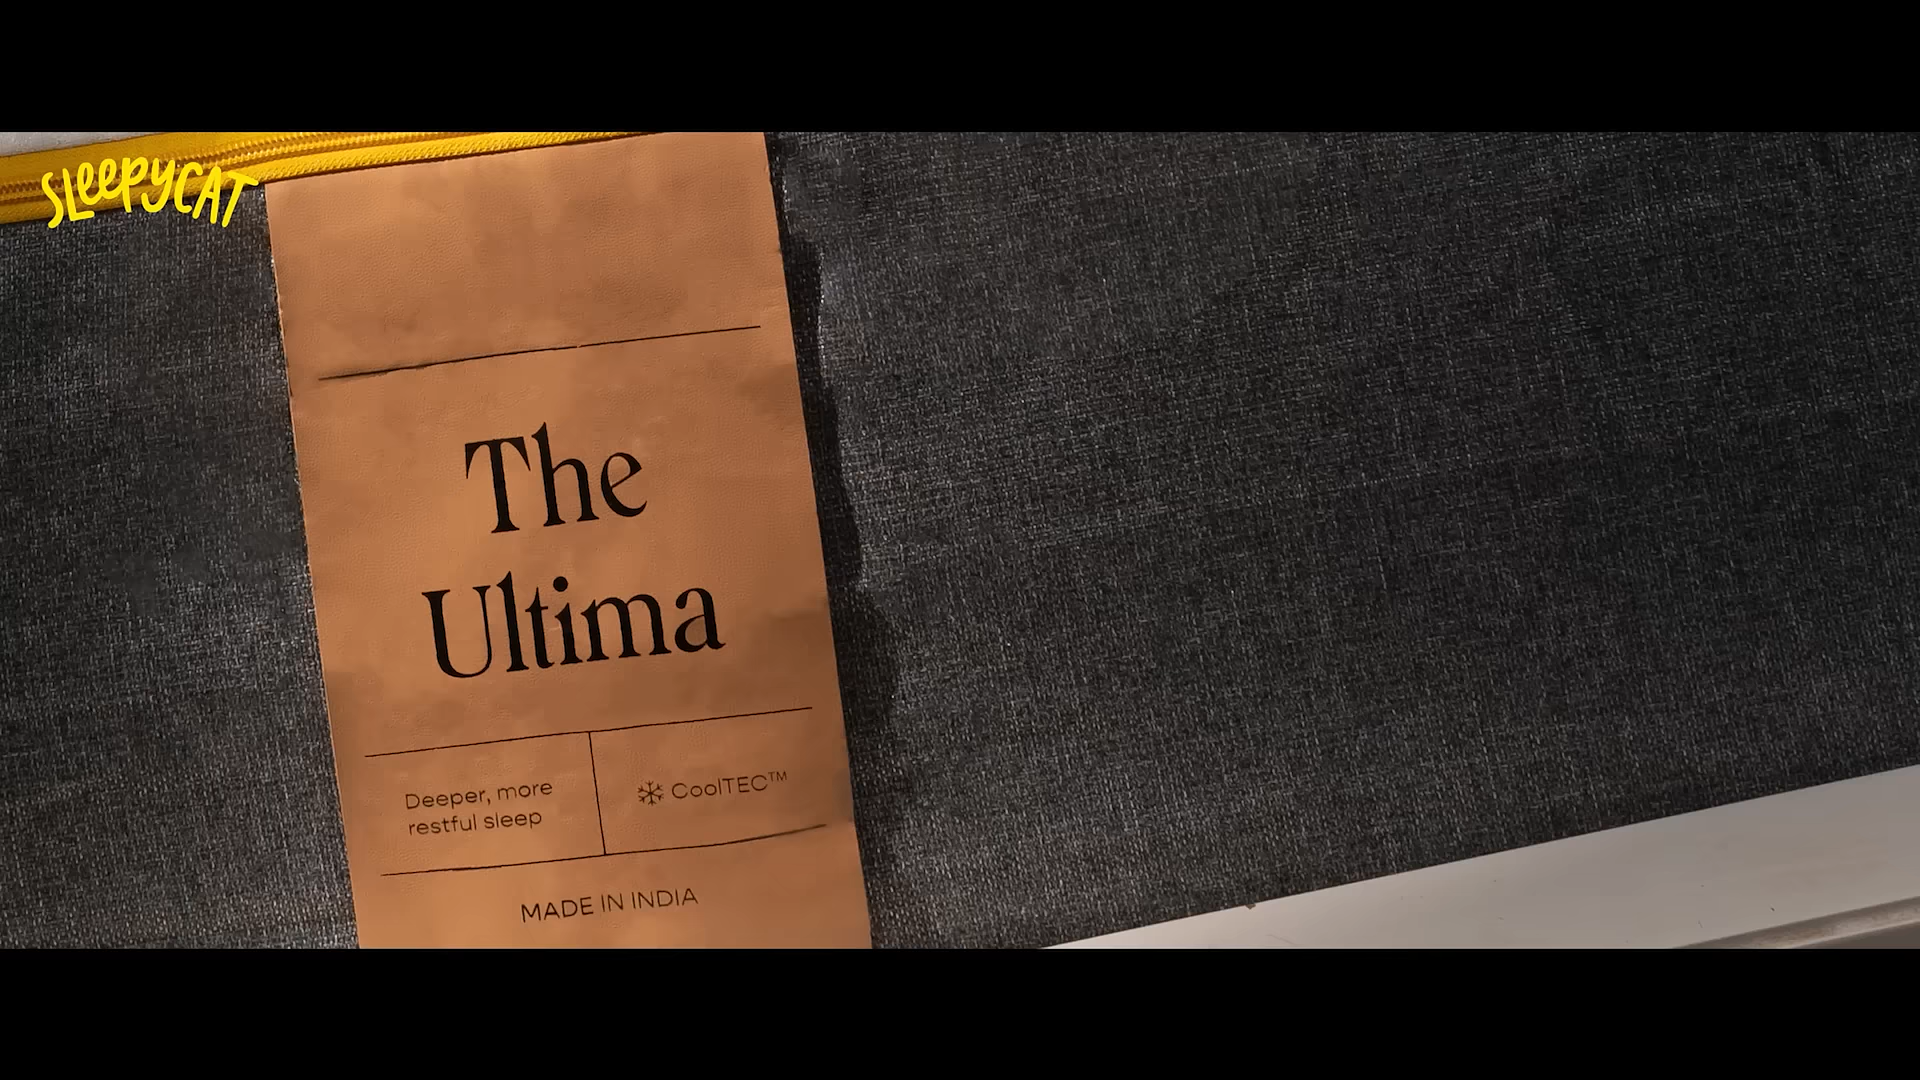 SLEEPYCAT
The
Ultima
Deeper, more
restful sleep
CoolTEC™
MADE IN INDIA